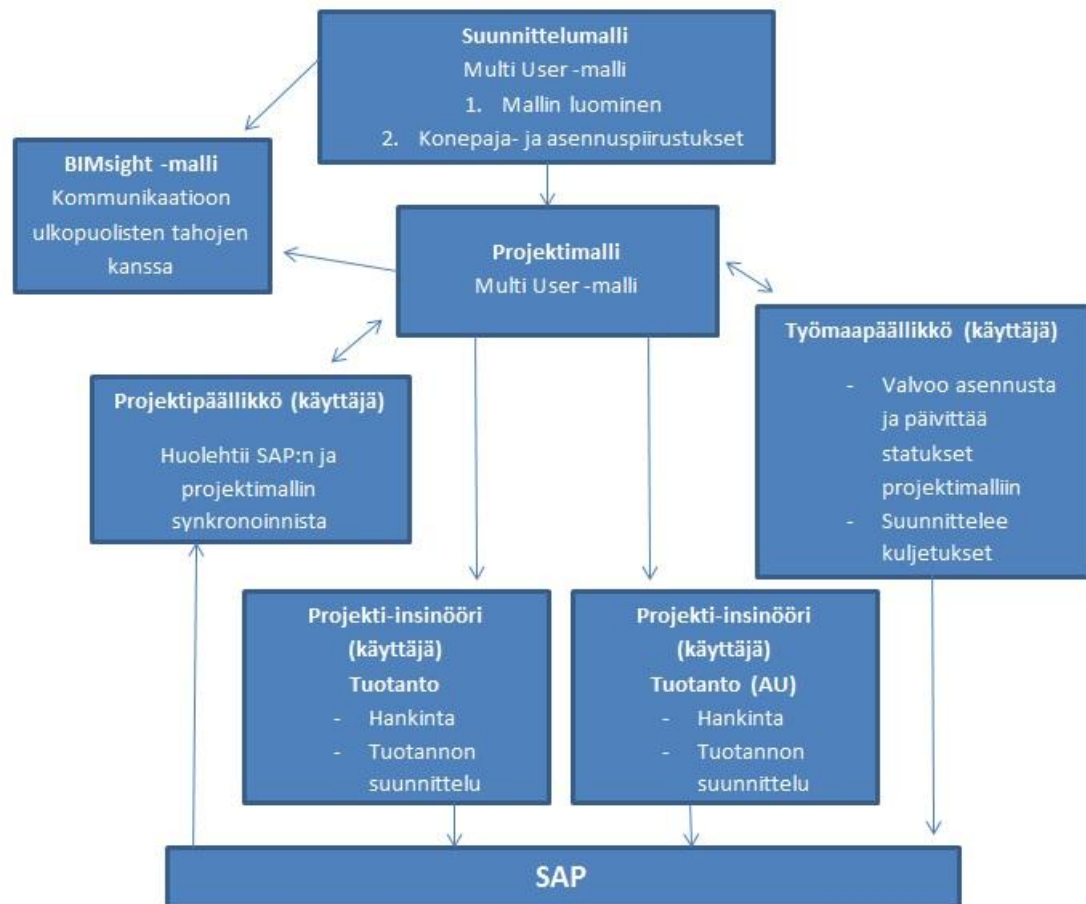 Suunnittelumalli
Multi User -malli
1. Mallin luominen
2. Konepaja- ja asennuspiirustukset
BIMsight -malli
Kommunikaatioon
ulkopuolisten tahojen
kanssa
Projektimalli
Multi User -malli
Työmaapäällikkö (käyttäjä)
- Valvoo asennusta
ja päivittää
statukset
projektimalliin
- Suunnittelee
kuljetukset
Projektipäällikkö (käyttäjä)
Huolehtii SAP:n ja
projektimallin
synkronoinnista
Projekti-insinööri
(käyttäjä)
Tuotanto
- Hankinta
- Tuotannon
suunnittelu
Projekti-insinööri
(käyttäjä)
Tuotanto (AU)
- Hankinta
- Tuotannon
suunnittelu
SAP